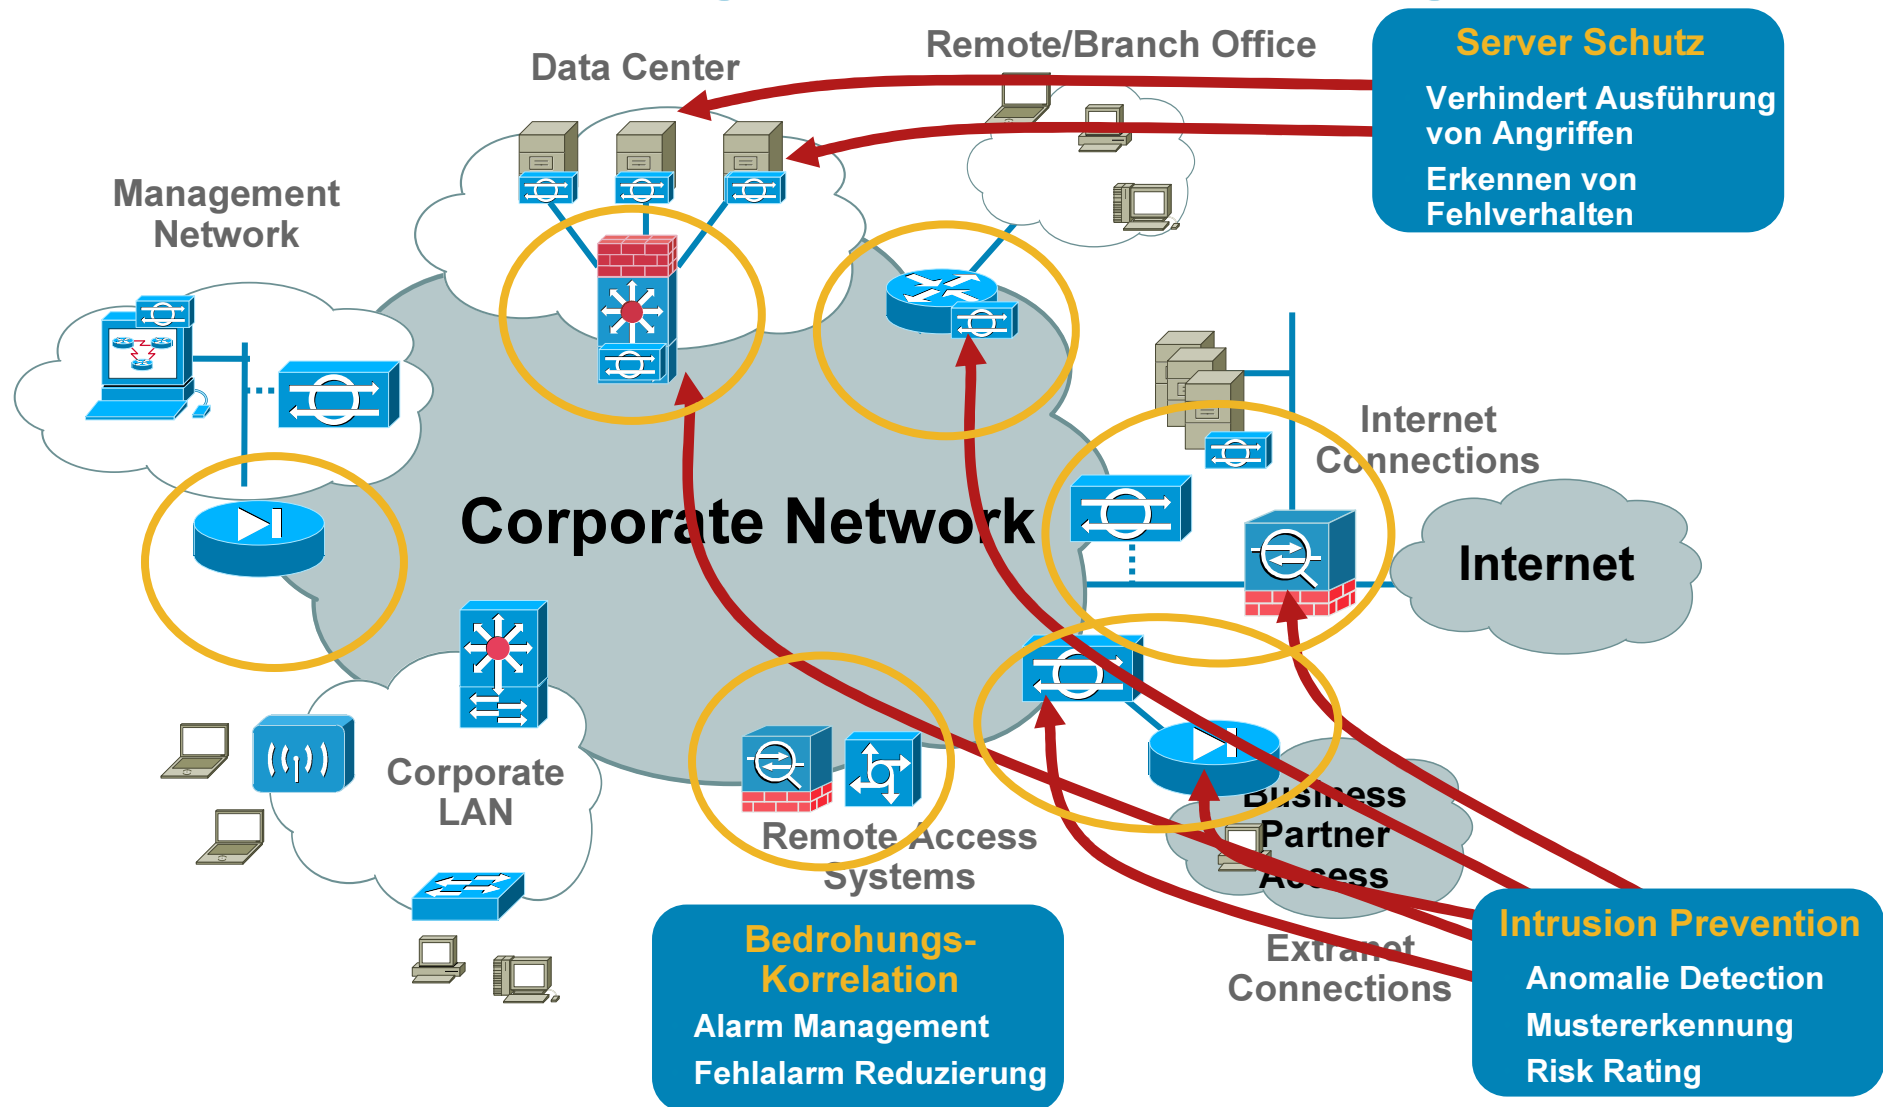 Remote/Branch Office
Server Schutz
Verhindert Ausführung
von Angriffen
Erkennen von
Fehlverhalten
Data Center
Management
Network
Internet
Connections
Corporate Network
Internet
Corporate
LAN
Remote Access
Systems
Business
Partner
Access
Extranet
Connections
Bedrohungs-
Korrelation
Alarm Management
Fehlalarm Reduzierung
Intrusion Prevention
Anomalie Detection
Mustererkennung
Risk Rating